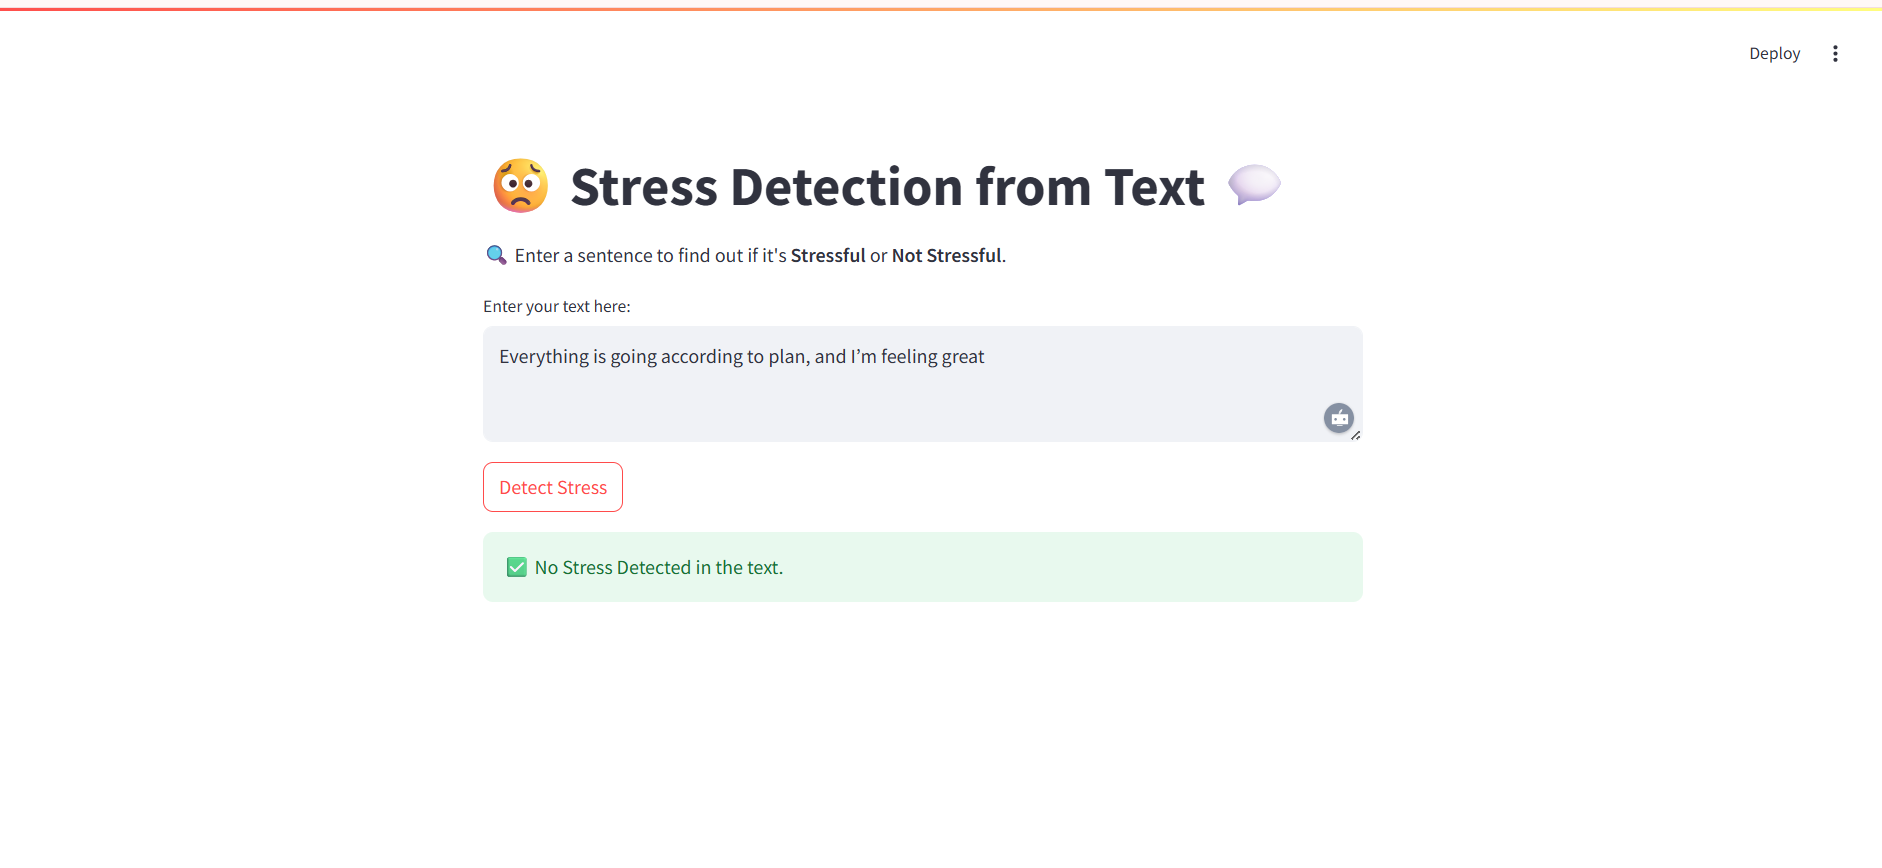 Deploy
Stress Detection from Text
Enter a sentence to find out if it's Stressful or Not Stressful.
Enter your text here:
Everything is going according to plan, and I’m feeling great
Detect Stress
No Stress Detected in the text.